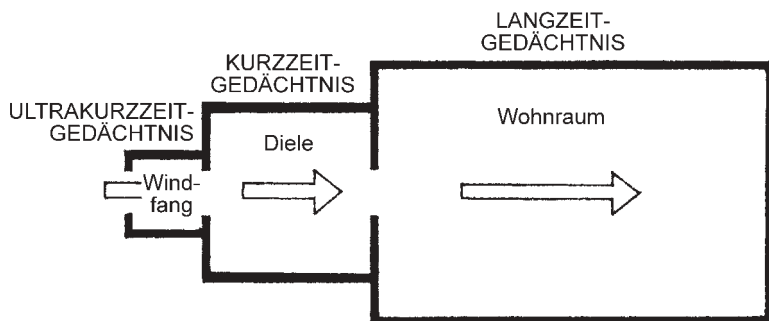 LANGZEIT-
GEDÄCHTNIS
KURZZEIT-
GEDÄCHTNIS
ULTRAKURZZEIT-
GEDÄCHTNIS
Wohnraum
Diele
Wind-
fang